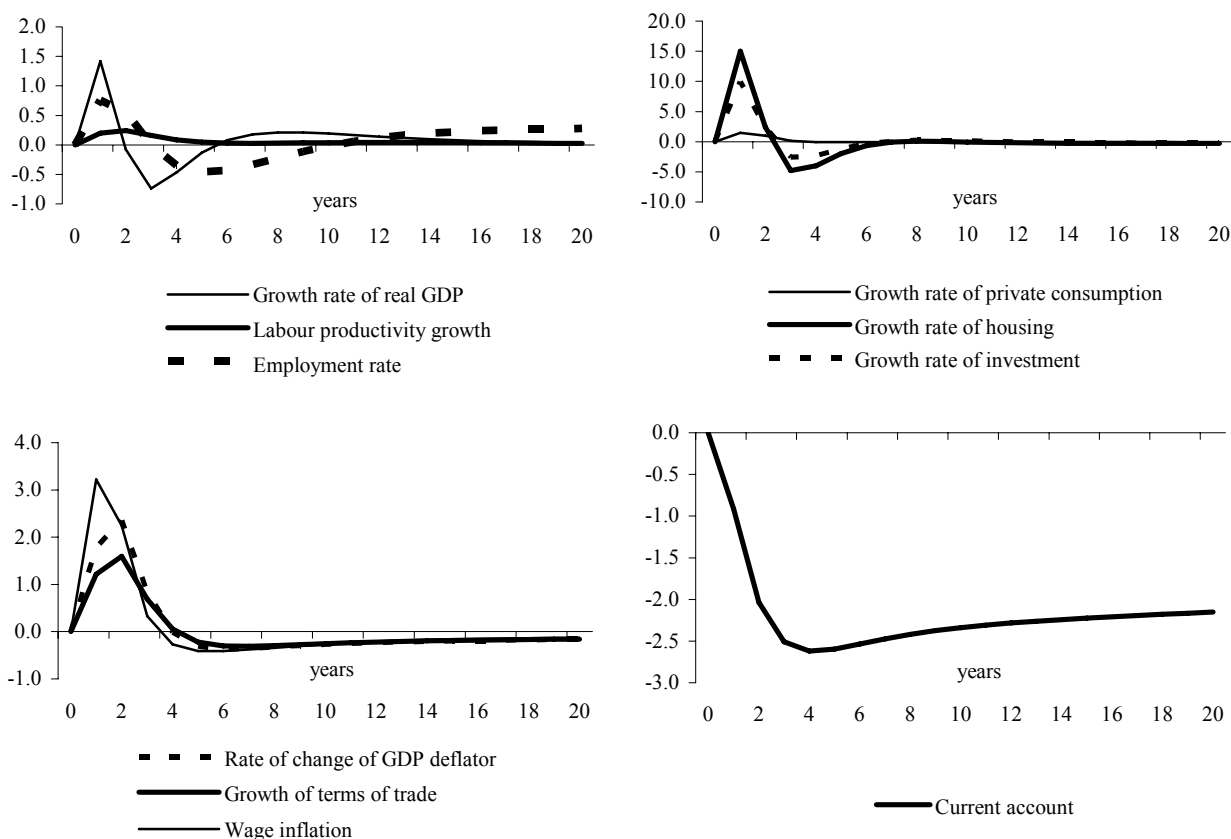 2.0
1.5
1.0
0.5
0.0
-0.5
-1.0
years
0 2 4 6 8 10 12 14 16 18 20
Growth rate of real GDP
Labour productivity growth
Employment rate
20.0
15.0
10.0
5.0
0.0
-5.0
-10.0
years
0 2 4 6 8 10 12 14 16 18 20
Growth rate of private consumption
Growth rate of housing
Growth rate of investment
4.0
3.0
2.0
1.0
0.0
-1.0
years
0 2 4 6 8 10 12 14 16 18 20
Rate of change of GDP deflator
Growth of terms of trade
Wage inflation
0.0
-0.5
-1.0
-1.5
-2.0
-2.5
-3.0
years
0 2 4 6 8 10 12 14 16 18 20
Current account